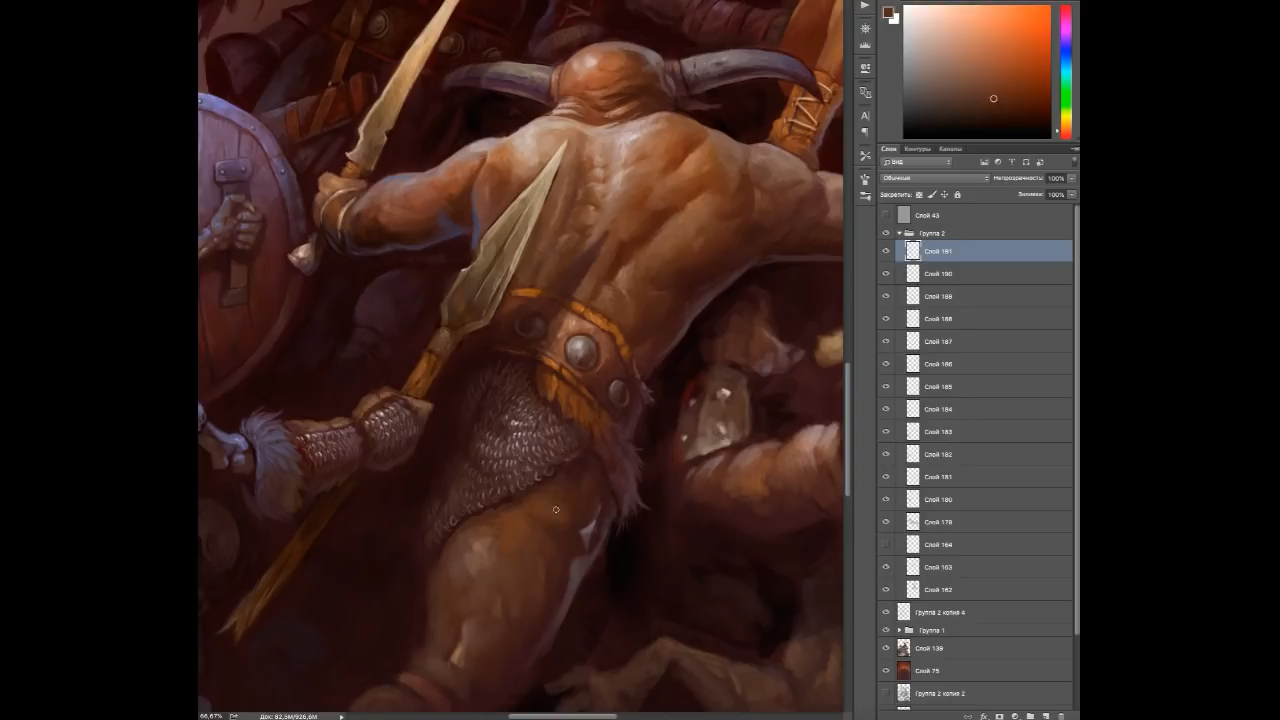 Слои Контуры Каналы
Вид
Обычные Непрозрачность: 100%
Закрепить: Заливка: 100%
Слой 43
Группа 2
Слой 191
Слой 190
Слой 189
Слой 188
Слой 187
Слой 186
Слой 185
Слой 184
Слой 183
Слой 182
Слой 181
Слой 180
Слой 179
Слой 164
Слой 163
Слой 162
Группа 2 копия 4
Группа 1
Слой 139
Слой 75
Группа 2 копия 2
66,67% Док: 82,5M/926,6M